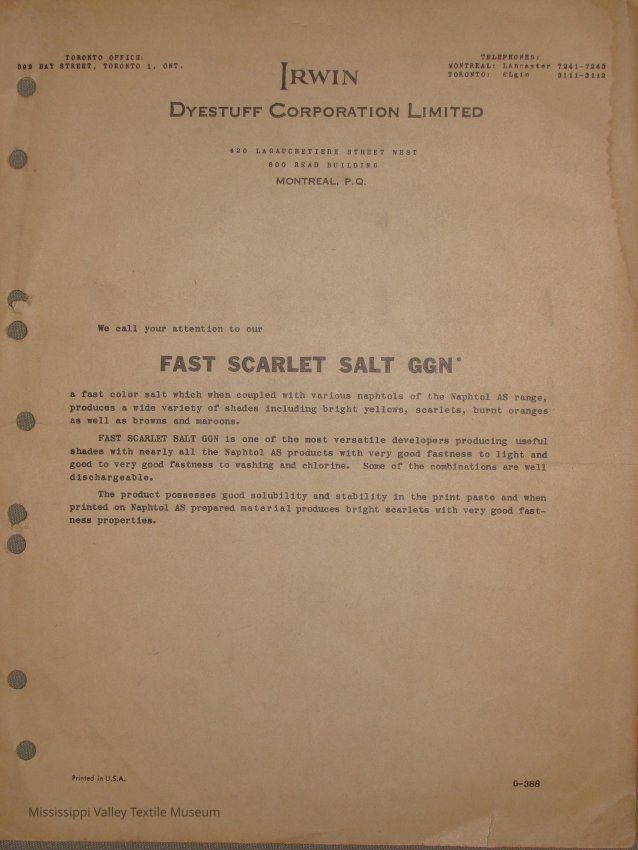 TORONTO OFFICE:
BAY STREET, TORONTO 1, ONT.
TELEPHONES:
MONTREAL: LAncaster 7241-7243
TORONTO: ELgin 3111-3112
IRWIN
DYESTUFF CORPORATION LIMITED
420 LAGAUCHETIERE STREET WEST
800 READ BUILDING
MONTREAL, P.Q.
We call your attention to our
FAST SCARLET SALT GGN*
a fast color salt which when coupled with various naphtols of the Naphtol AS range,
produces a wide variety of shades including bright yellows, scarlets, burnt oranges
as well as browns and maroons.
FAST SCARLET SALT GGN is one of the most versatile developers producing useful
shades with nearly all the Naphtol AS products with very good fastness to light and
good to very good fastness to washing and chlorine. Some of the combinations are well
dischargeable.
The product possesses good solubility and stability in the print paste and when
printed on Naphtol AS prepared material produces bright scarlets with very good fast-
ness properties.
Printed in U.S.A.
G-388
Mississippi Valley Textile Museum